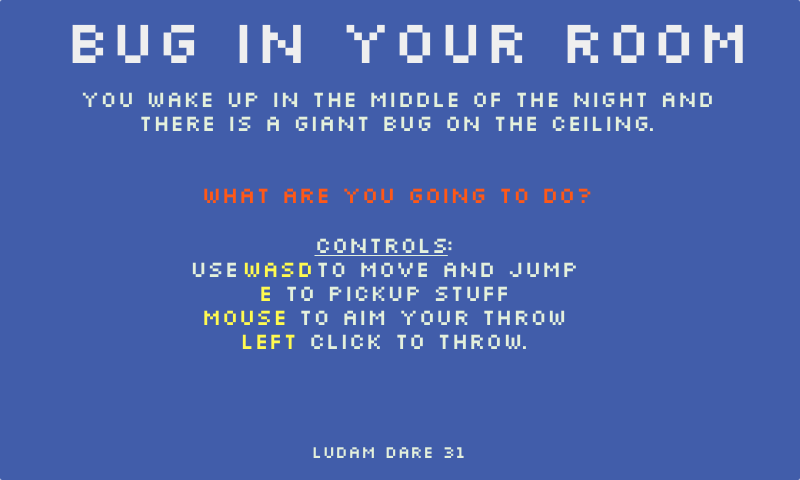 BUG IN YOUR ROOM
YOU WAKE UP IN THE MIDDLE OF THE NIGHT AND
THERE IS A GIANT BUG ON THE CEILING.
WHAT ARE YOU GOING TO DO?
CONTROLS:
USE WASD TO MOVE AND JUMP
E TO PICKUP STUFF
MOUSE TO AIM YOUR THROW
LEFT CLICK TO THROW.
LUDAM DARE 31